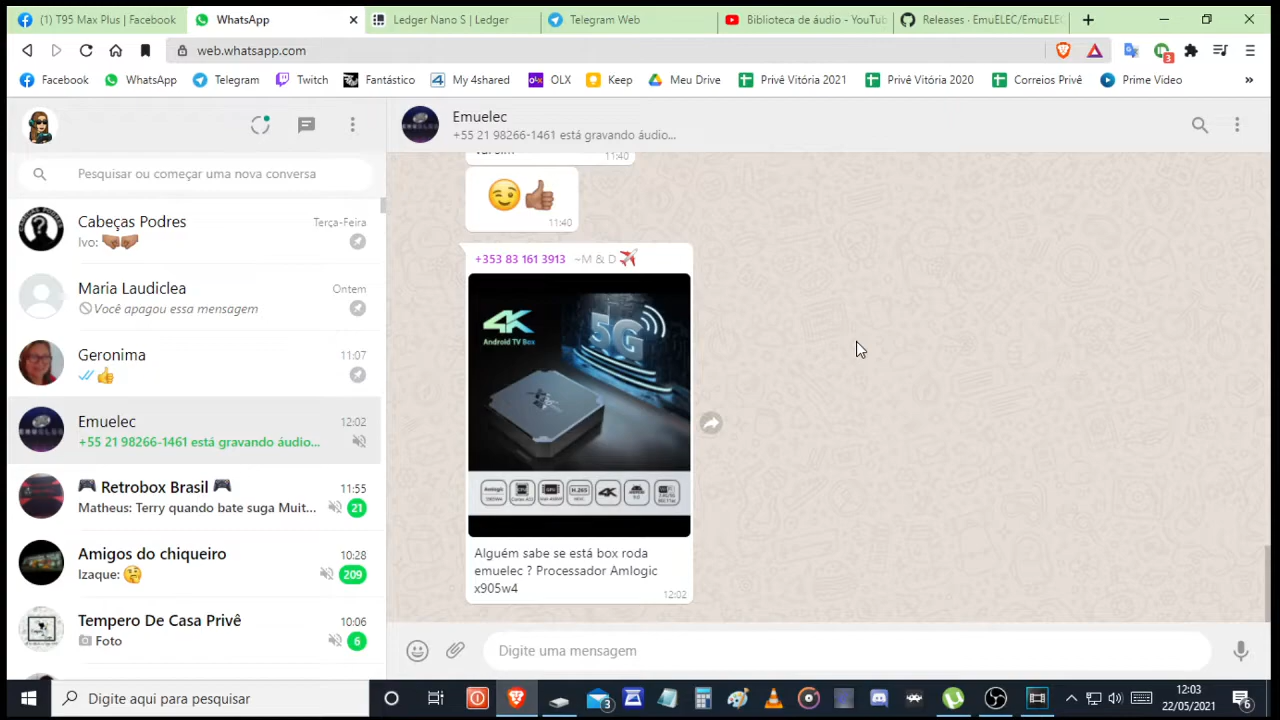 (1) T95 Max Plus | Facebook
WhatsApp
Ledger Nano S | Ledger
Telegram Web
Biblioteca de áudio - YouTub
Releases · EmuELEC/EmuELE
web.whatsapp.com
3
Facebook
WhatsApp
Telegram
Twitch
Fantástico
My 4shared
OLX
Keep
Meu Drive
Privê Vitória 2021
Privê Vitória 2020
Correios Privê
Prime Video
Emuelec
+55 21 98266-1461 está gravando áudio...
Pesquisar ou começar uma nova conversa
Cabeças Podres
Terça-Feira
Ivo:
Maria Laudiclea
Ontem
Você apagou essa mensagem
Geronima
11:07
Emuelec
12:02
+55 21 98266-1461 está gravando áudio...
Retrobox Brasil
11:55
Matheus: Terry quando bate suga Muit...
21
Amigos do chiqueiro
10:28
Izaque:
209
Tempero De Casa Privê
10:06
Foto
6
11:40
11:40
+353 83 161 3913 ~M & D
4K
Android TV Box
5G
H.265
4K
Alguém sabe se está box roda
emuelec ? Processador Amlogic
x905w4
12:02
Digite uma mensagem
Digite aqui para pesquisar
3
12:03
22/05/2021
6